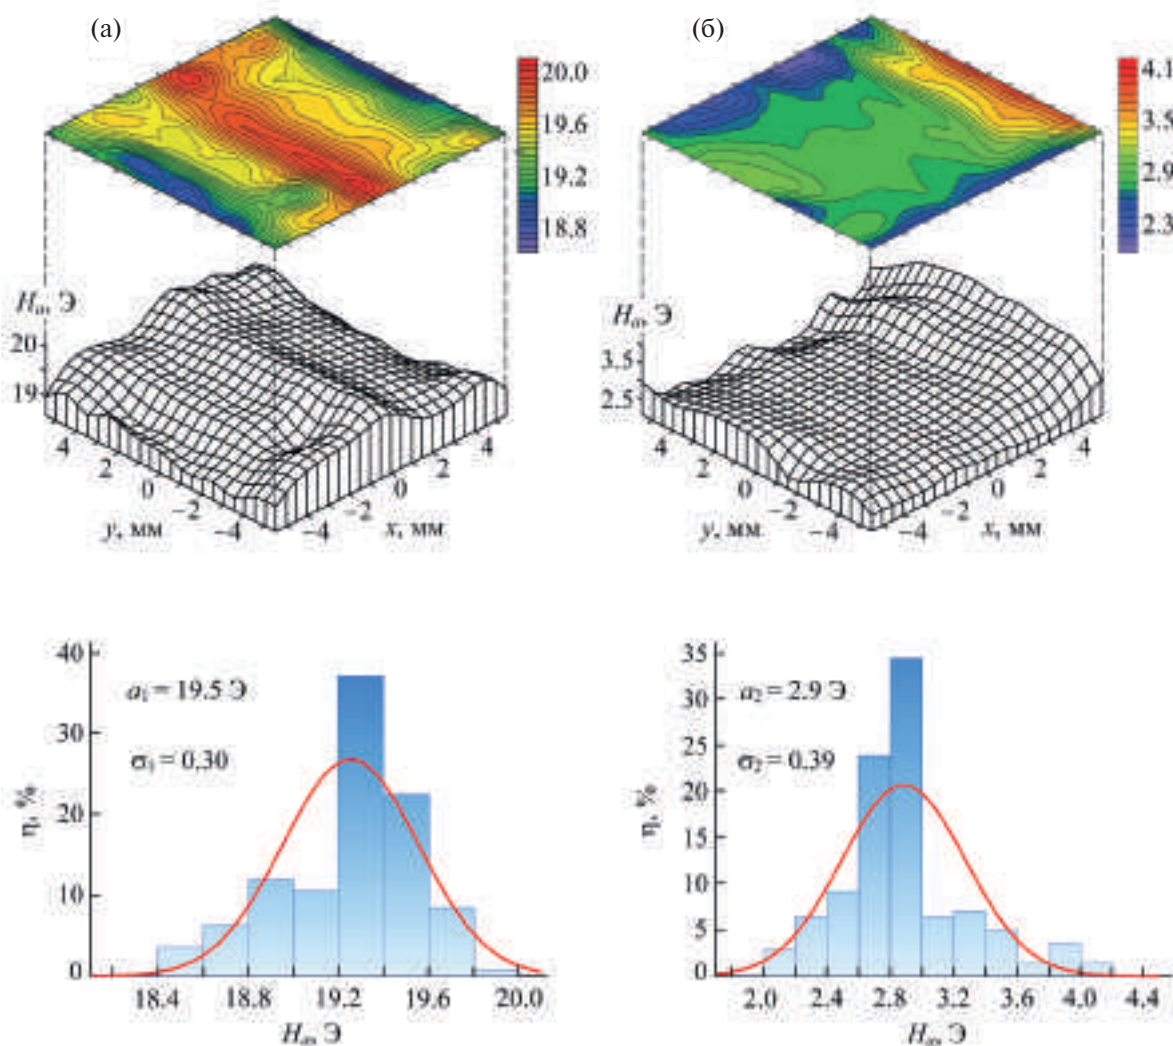 (а)
20.0
19.6
19.2
18.8
Hₐ, Э
20
19
4
2
0
−2
−4
y, мм
−4
−2
0
2
4
x, мм
(б)
4.1
3.5
2.9
2.3
Hₐ, Э
3.5
2.5
4
2
0
−2
−4
y, мм
−4
−2
0
2
4
x, мм
40
30
20
10
0
η, %
a₁ = 19.5 Э
σ₁ = 0,30
18.4 18.8 19.2 19.6 20.0
Hₐ, Э
35
30
25
20
15
10
5
0
η, %
a₂ = 2.9 Э
σ₂ = 0.39
2.0 2.4 2.8 3.2 3.6 4.0 4.4
Hₐ, Э